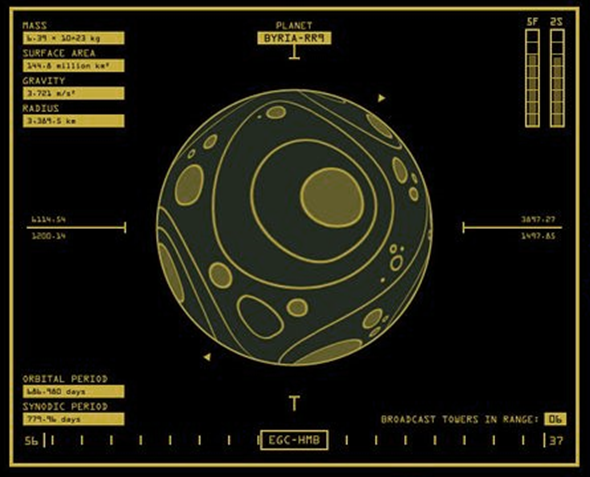 MASS
6.39 × 10^23 kg
SURFACE AREA
144.8 million km²
GRAVITY
3.721 m/s²
RADIUS
3.389.5 km
PLANET
BYRIA-RR9
SF 2S
6114.54
1200.14
3897.27
1497.85
ORBITAL PERIOD
686.980 days
SYNODIC PERIOD
779.96 days
BROADCAST TOWERS IN RANGE: 06
56 EGC-HMB 37